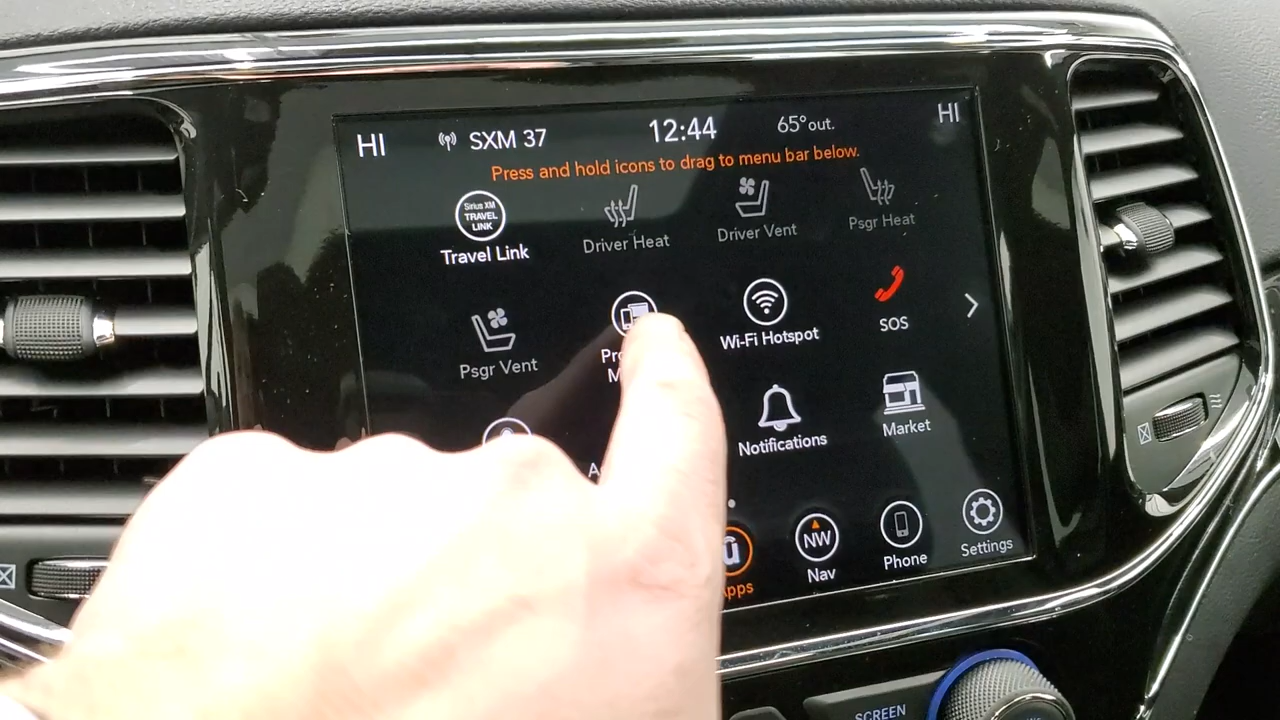 HI SXM 37 12:44 65°out. HI
Press and hold icons to drag to menu bar below.
Sirius XM
TRAVEL
LINK
Travel Link
Driver Heat
Driver Vent
Psgr Heat
Psgr Vent
Wi-Fi Hotspot
SOS
Notifications
Market
û
NW
Nav
Phone
Settings
SCREEN